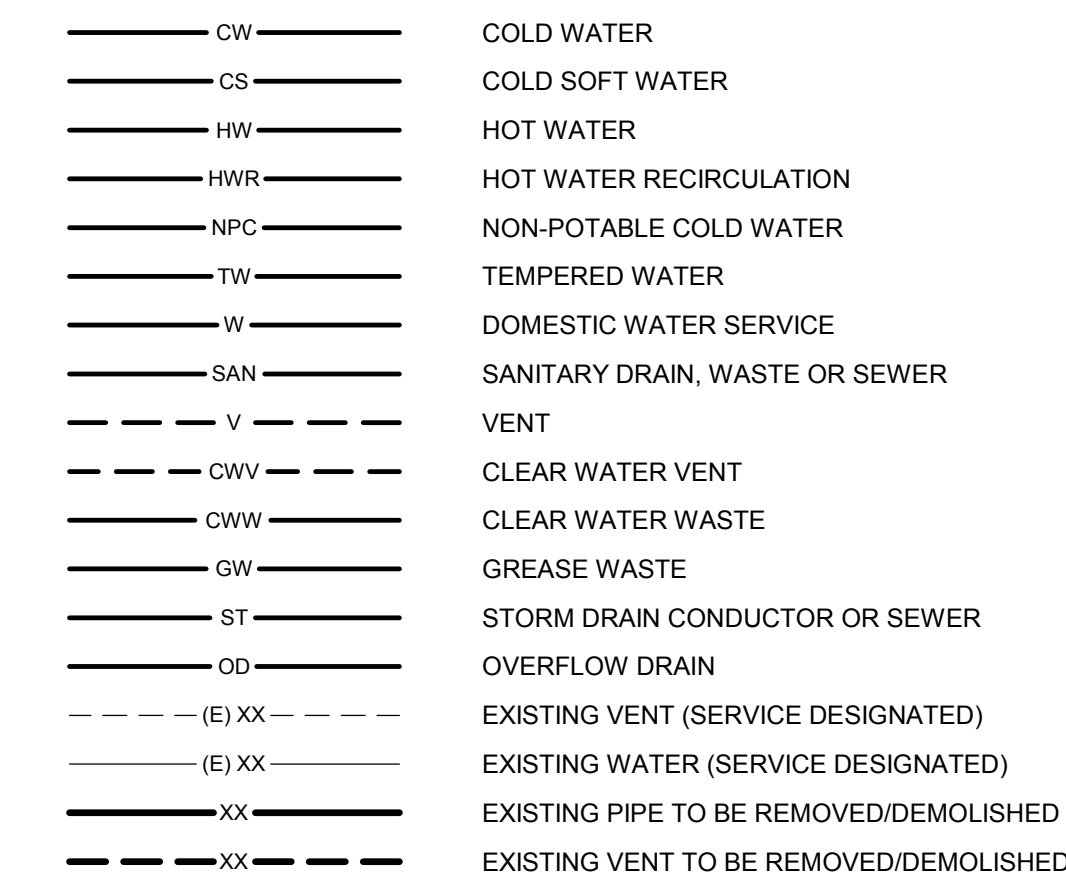 CW COLD WATER
CS COLD SOFT WATER
HW HOT WATER
HWR HOT WATER RECIRCULATION
NPC NON-POTABLE COLD WATER
TW TEMPERED WATER
W DOMESTIC WATER SERVICE
SAN SANITARY DRAIN, WASTE OR SEWER
V VENT
CWV CLEAR WATER VENT
CWW CLEAR WATER WASTE
GW GREASE WASTE
ST STORM DRAIN CONDUCTOR OR SEWER
OD OVERFLOW DRAIN
(E) XX EXISTING VENT (SERVICE DESIGNATED)
(E) XX EXISTING WATER (SERVICE DESIGNATED)
XX EXISTING PIPE TO BE REMOVED/DEMOLISHED
XX EXISTING VENT TO BE REMOVED/DEMOLISHED